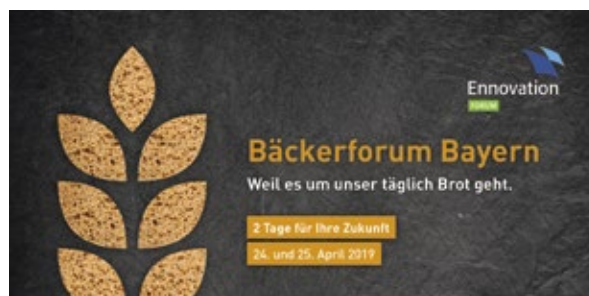 Ennovation
FORUM
Bäckerforum Bayern
Weil es um unser täglich Brot geht.
2 Tage für Ihre Zukunft
24. und 25. April 2019